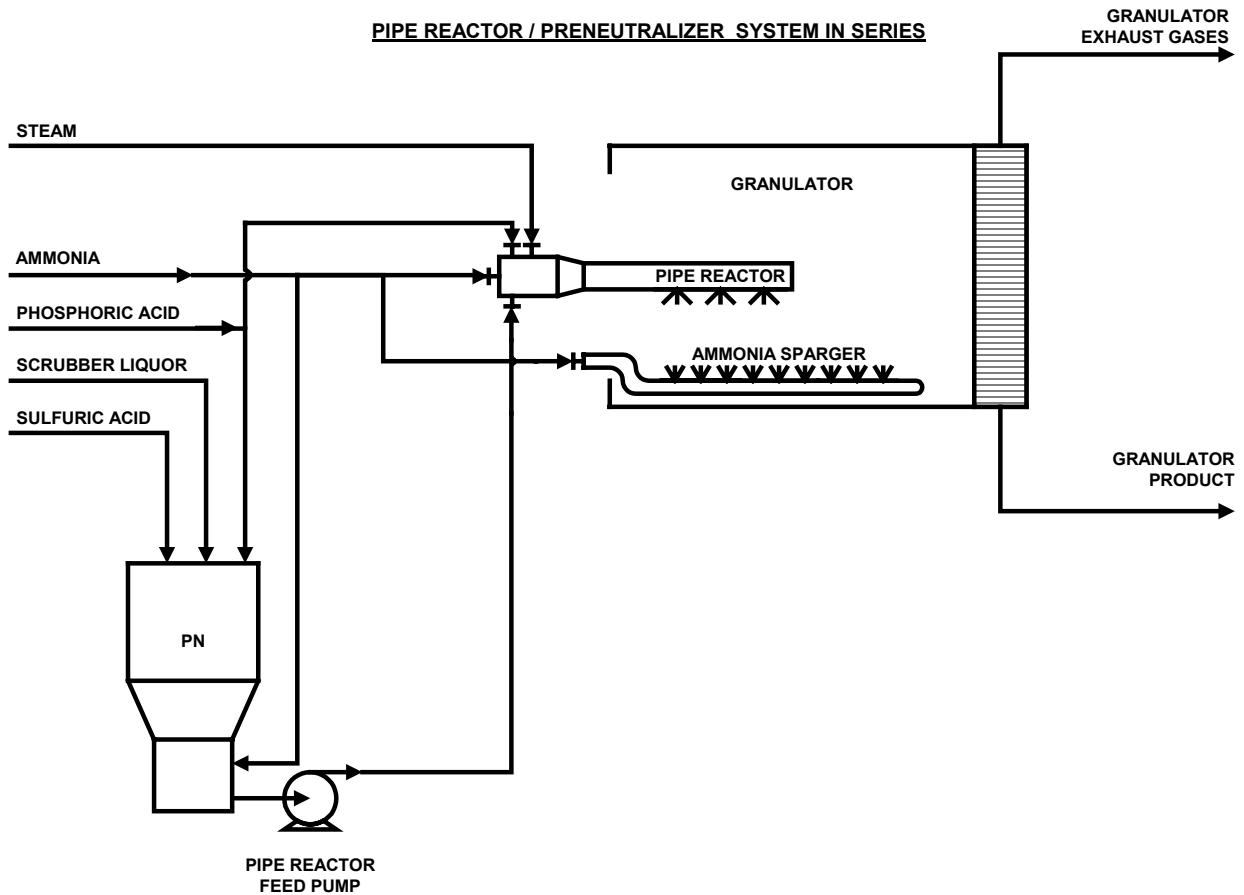 PIPE REACTOR / PRENEUTRALIZER SYSTEM IN SERIES
GRANULATOR
EXHAUST GASES
STEAM
GRANULATOR
AMMONIA
PIPE REACTOR
PHOSPHORIC ACID
AMMONIA SPARGER
SCRUBBER LIQUOR
SULFURIC ACID
GRANULATOR
PRODUCT
PN
PIPE REACTOR
FEED PUMP